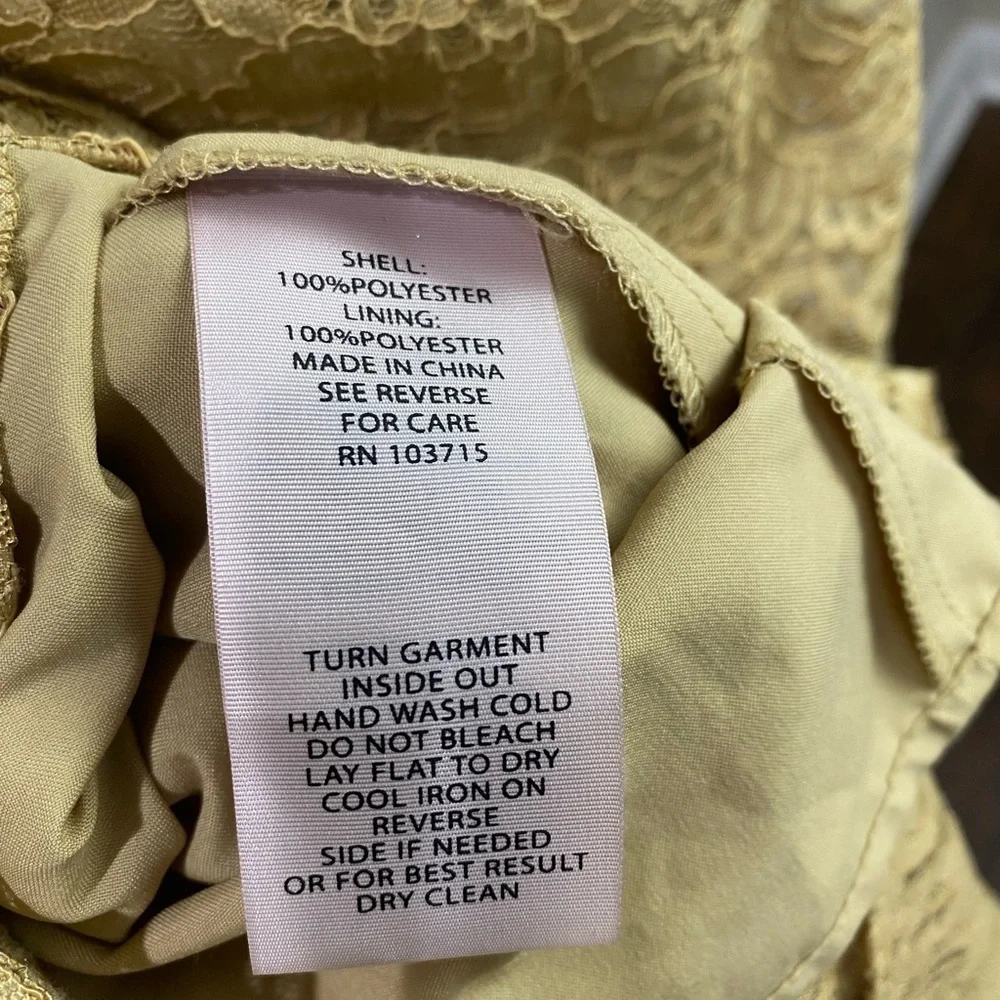 SHELL:
100%POLYESTER
LINING:
100%POLYESTER
MADE IN CHINA
SEE REVERSE
FOR CARE
RN 103715
TURN GARMENT
INSIDE OUT
HAND WASH COLD
DO NOT BLEACH
LAY FLAT TO DRY
COOL IRON ON
REVERSE
SIDE IF NEEDED
OR FOR BEST RESULT
DRY CLEAN